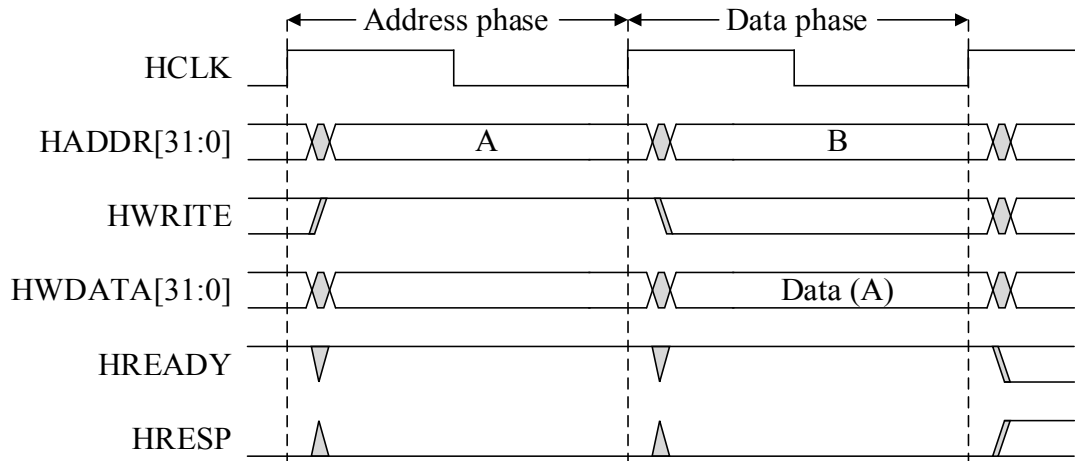 Address phase Data phase
HCLK
HADDR[31:0] A B
HWRITE
HWDATA[31:0] Data (A)
HREADY
HRESP